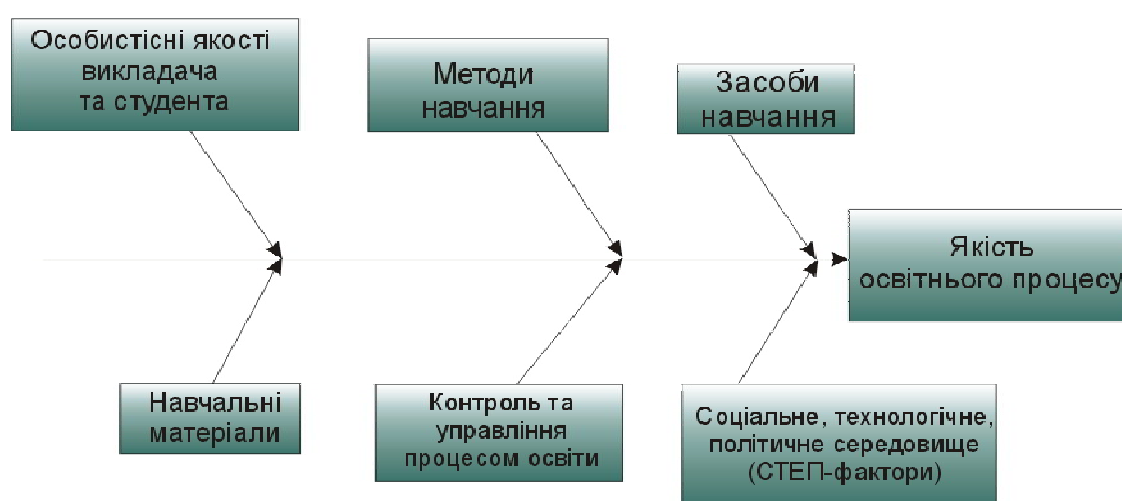 Особистісні якості
викладача
та студента
Методи
навчання
Засоби
навчання
Якість
освітнього процесу
Навчальні
матеріали
Контроль та
управління
процесом освіти
Соціальне, технологічне,
політичне середовище
(СТЕП-фактори)